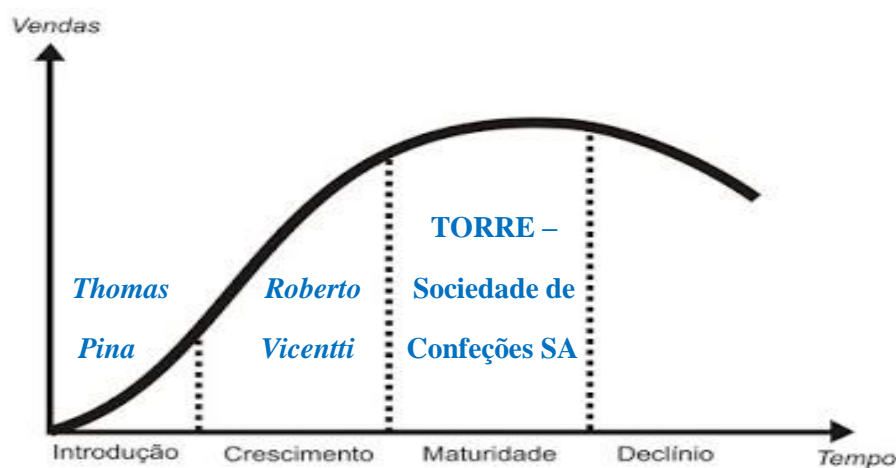 Vendas
TORRE –
Thomas Roberto Sociedade de
Pina Vicentti Confeções SA
Introdução Crescimento Maturidade Declínio Tempo